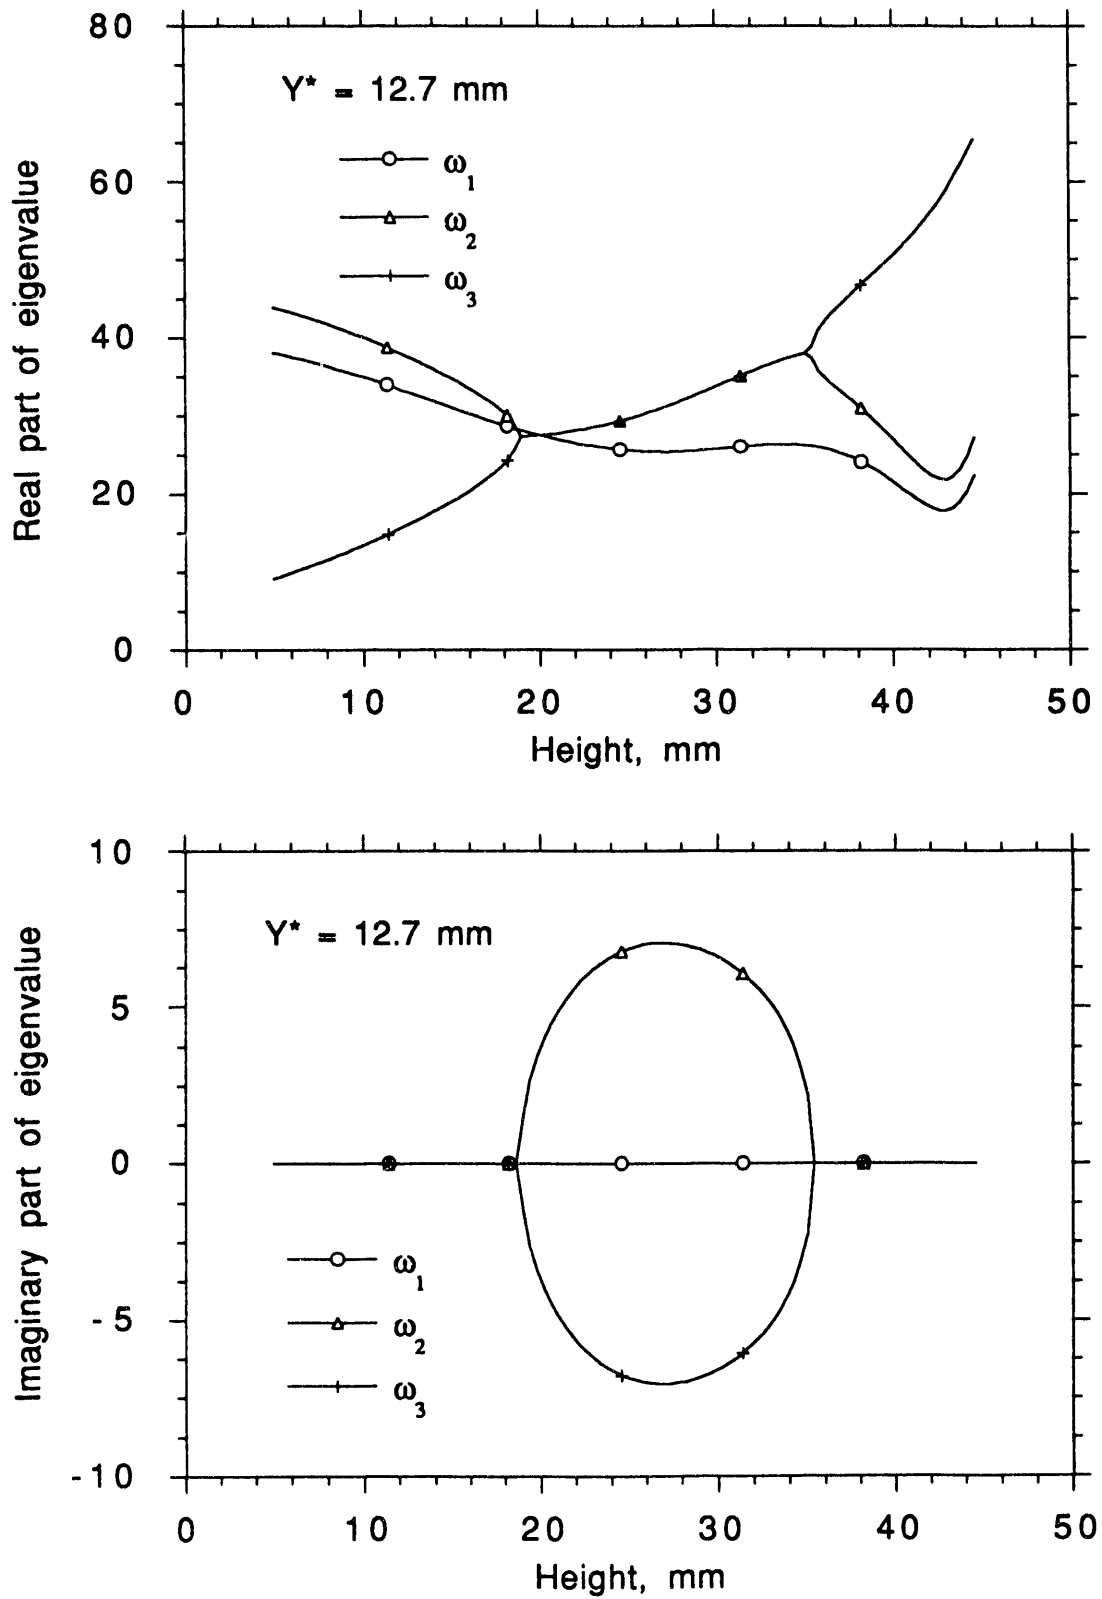 Real part of eigenvalue
80
60
40
20
0
Y* = 12.7 mm
ω1
ω2
ω3
0 10 20 30 40 50
Height, mm
Imaginary part of eigenvalue
10
5
0
-5
-10
Y* = 12.7 mm
ω1
ω2
ω3
0 10 20 30 40 50
Height, mm